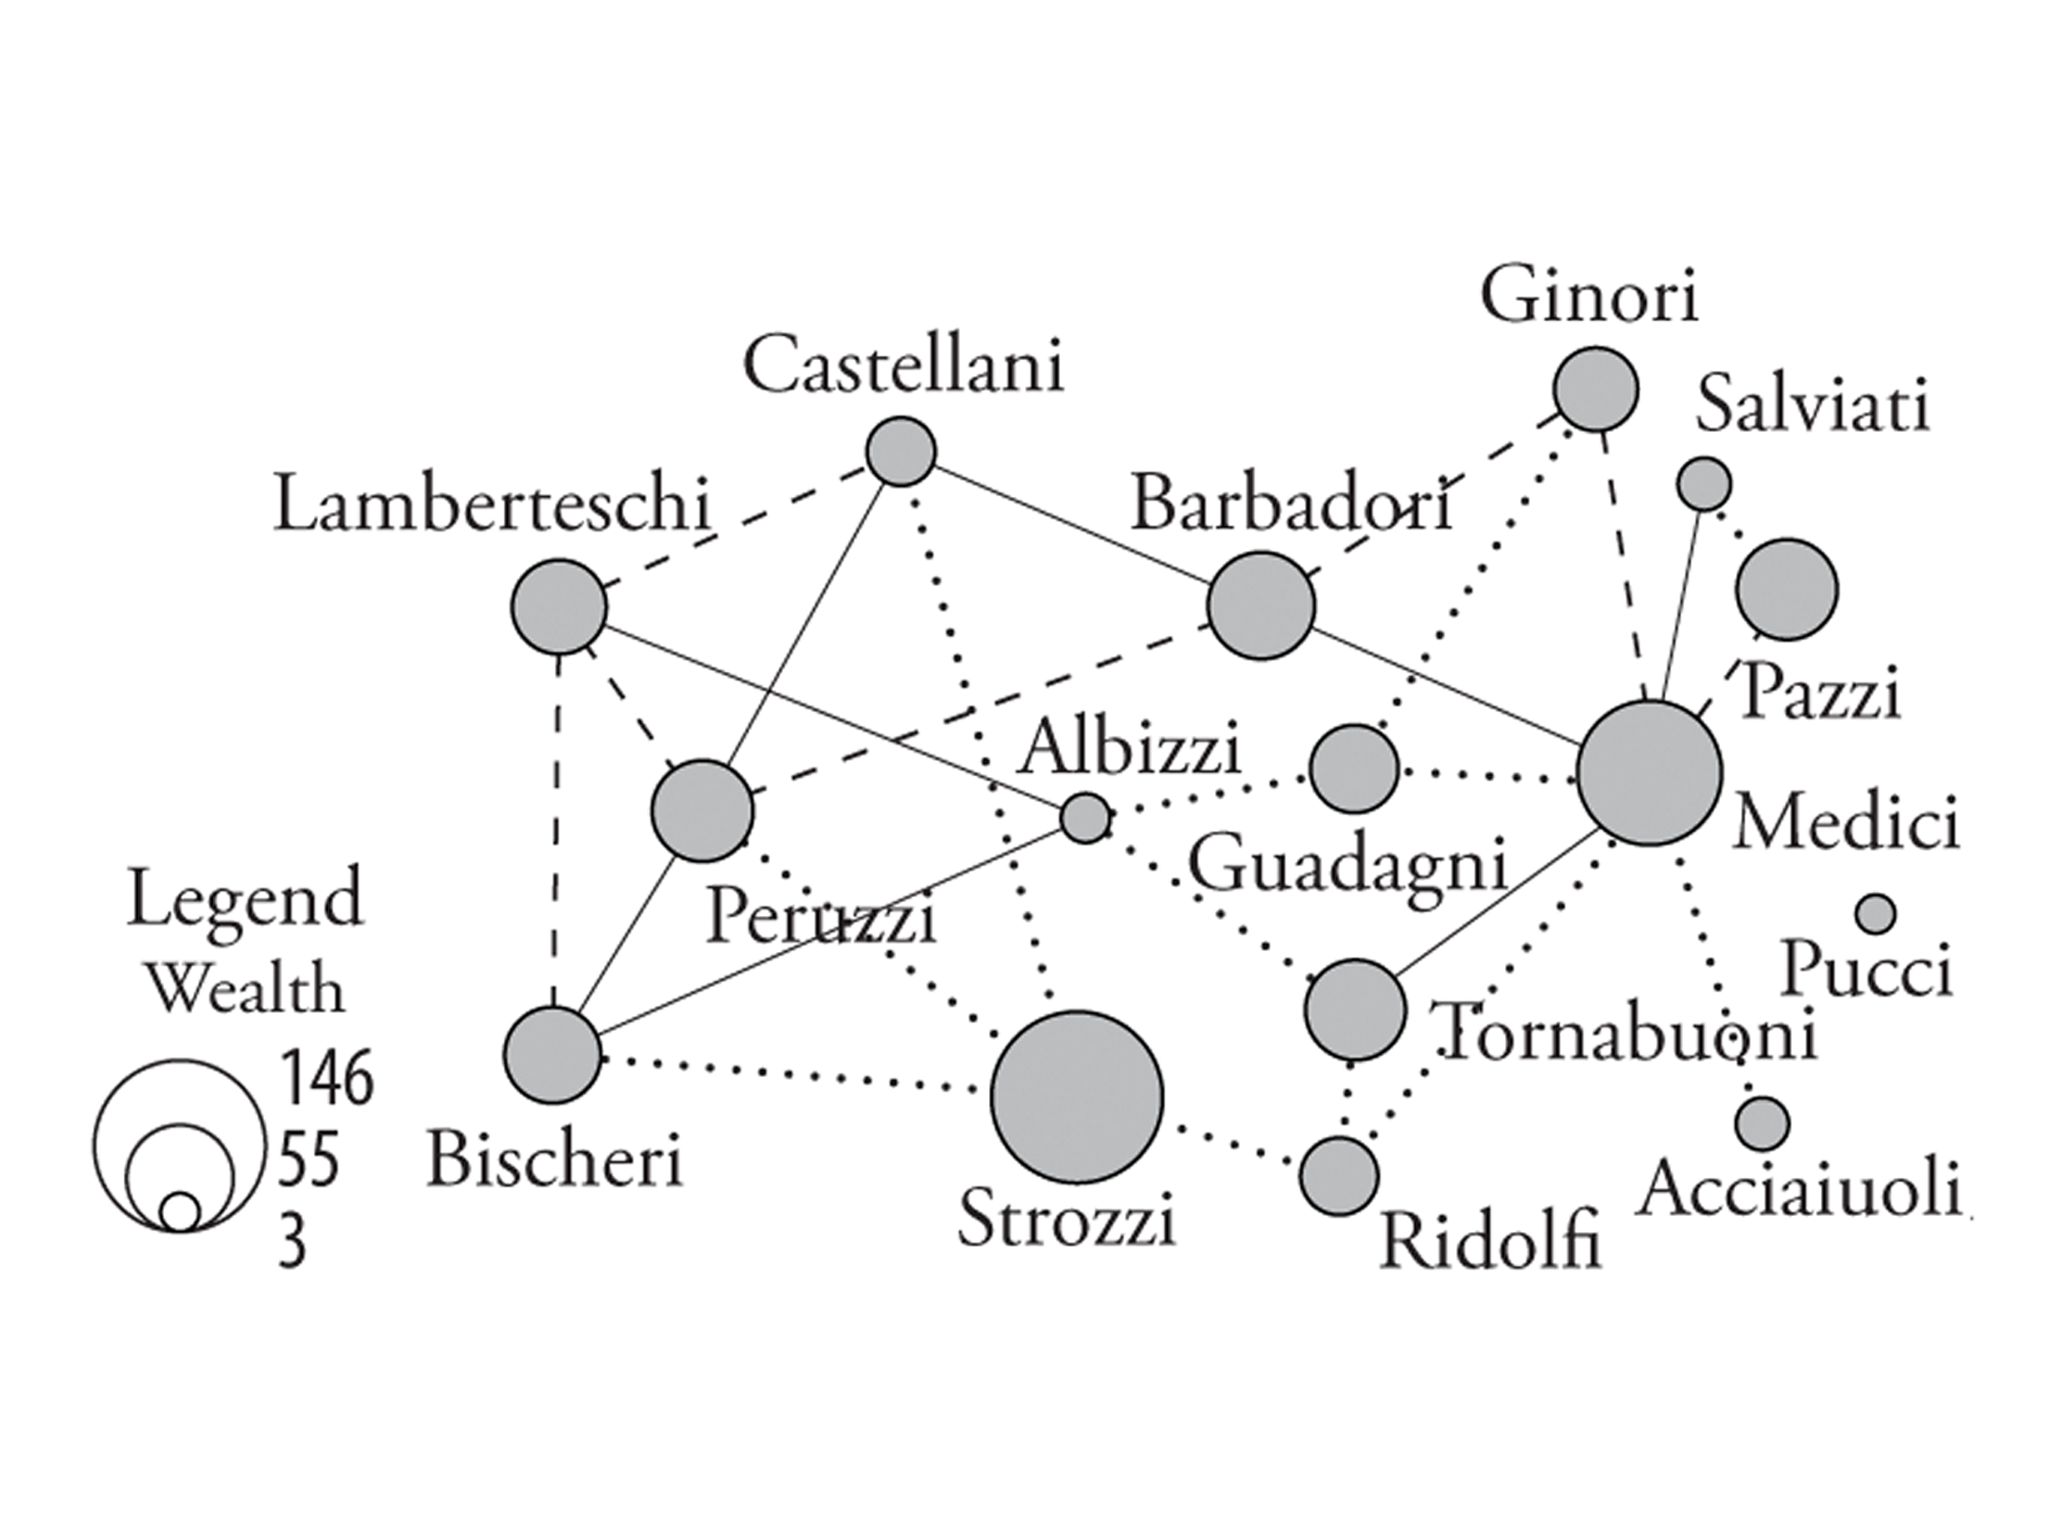 Ginori
Castellani
Salviati
Lamberteschi
Barbadori
Pazzi
Albizzi
Medici
Guadagni
Peruzzi
Legend
Wealth
146
55
3
Pucci
Tornabuoni
Bischeri
Strozzi
Ridolfi
Acciaiuoli